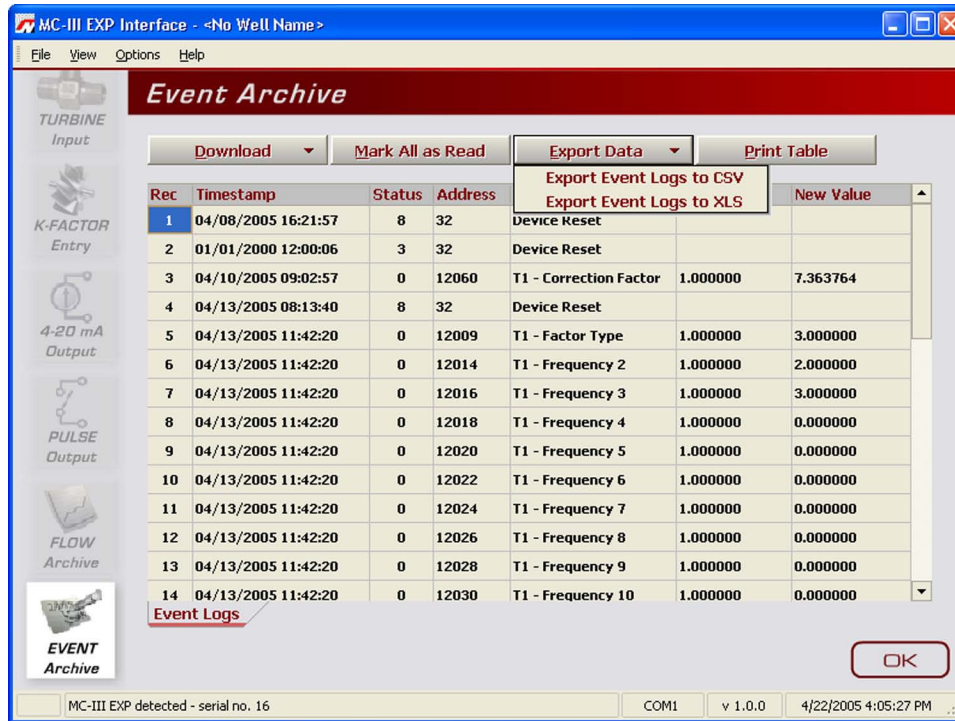 MC-III EXP Interface - <No Well Name>
File View Options Help
TURBINE
Input
K-FACTOR
Entry
4-20 mA
Output
PULSE
Output
FLOW
Archive
EVENT
Archive
Event Archive
Download Mark All as Read Export Data Print Table
Export Event Logs to CSV
Export Event Logs to XLS
Rec Timestamp Status Address New Value
1 04/08/2005 16:21:57 8 32 Device Reset
2 01/01/2000 12:00:06 3 32 Device Reset
3 04/10/2005 09:02:57 0 12060 T1 - Correction Factor 1.000000 7.363764
4 04/13/2005 08:13:40 8 32 Device Reset
5 04/13/2005 11:42:20 0 12009 T1 - Factor Type 1.000000 3.000000
6 04/13/2005 11:42:20 0 12014 T1 - Frequency 2 1.000000 2.000000
7 04/13/2005 11:42:20 0 12016 T1 - Frequency 3 1.000000 3.000000
8 04/13/2005 11:42:20 0 12018 T1 - Frequency 4 1.000000 0.000000
9 04/13/2005 11:42:20 0 12020 T1 - Frequency 5 1.000000 0.000000
10 04/13/2005 11:42:20 0 12022 T1 - Frequency 6 1.000000 0.000000
11 04/13/2005 11:42:20 0 12024 T1 - Frequency 7 1.000000 0.000000
12 04/13/2005 11:42:20 0 12026 T1 - Frequency 8 1.000000 0.000000
13 04/13/2005 11:42:20 0 12028 T1 - Frequency 9 1.000000 0.000000
14 04/13/2005 11:42:20 0 12030 T1 - Frequency 10 1.000000 0.000000
Event Logs
OK
MC-III EXP detected - serial no. 16 COM1 v 1.0.0 4/22/2005 4:05:27 PM